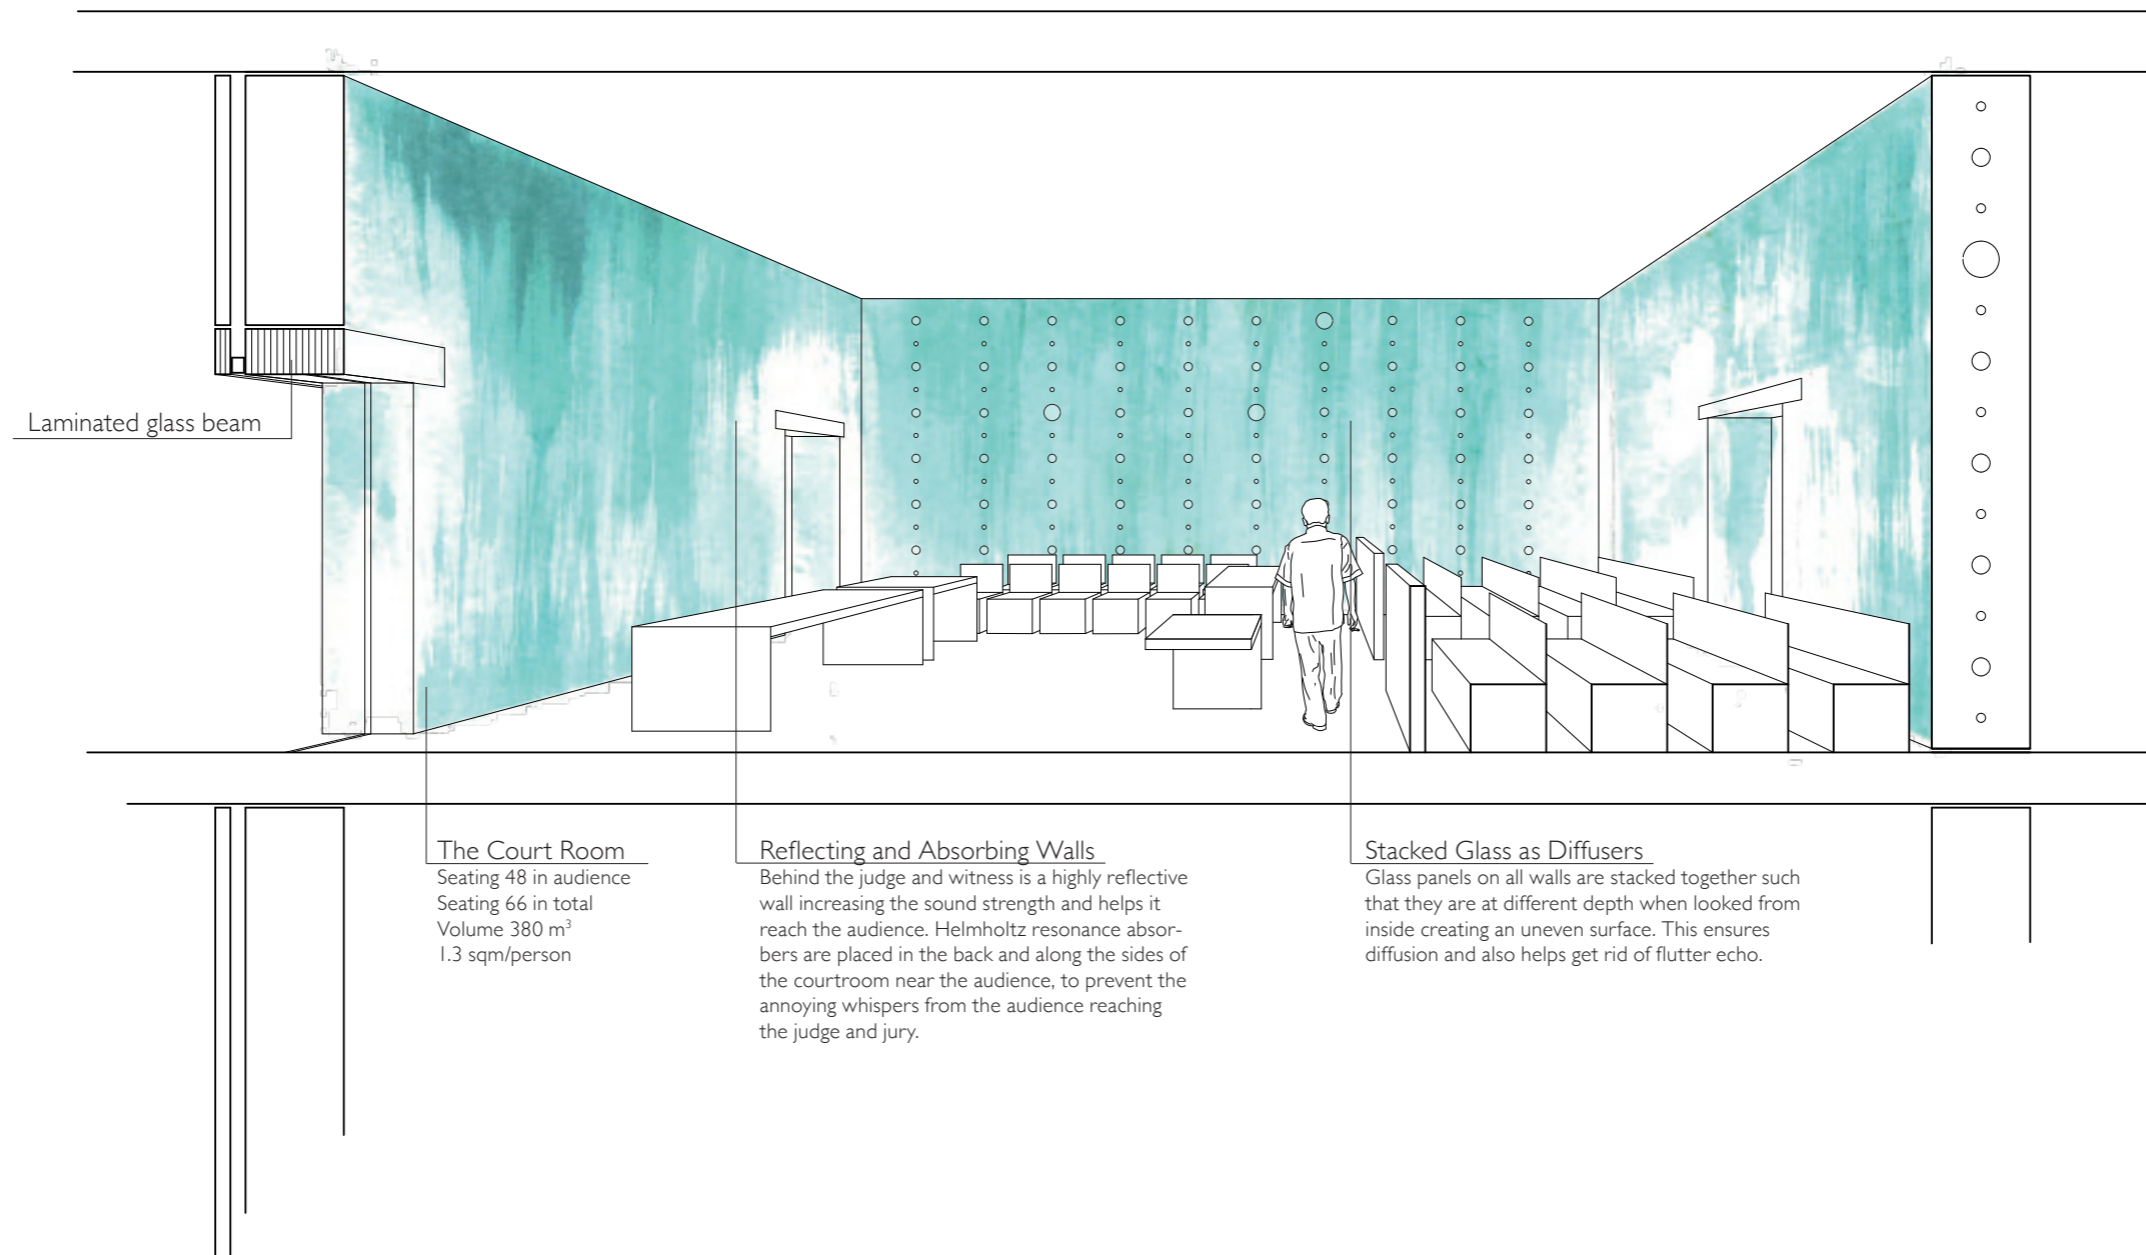 Laminated glass beam
The Court Room
Seating 48 in audience
Seating 66 in total
Volume 380 m³
1.3 sqm/person
Reflecting and Absorbing Walls
Behind the judge and witness is a highly reflective
wall increasing the sound strength and helps it
reach the audience. Helmholtz resonance absor-
bers are placed in the back and along the sides of
the courtroom near the audience, to prevent the
annoying whispers from the audience reaching
the judge and jury.
Stacked Glass as Diffusers
Glass panels on all walls are stacked together such
that they are at different depth when looked from
inside creating an uneven surface. This ensures
diffusion and also helps get rid of flutter echo.